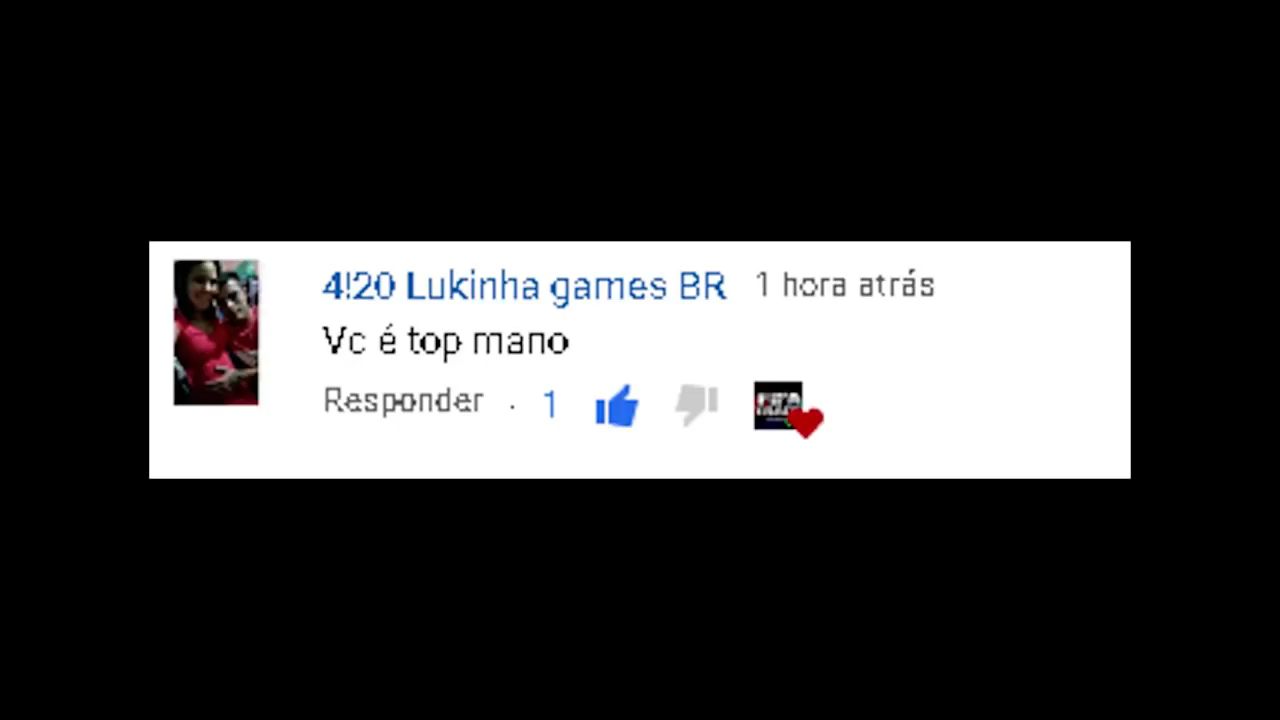 4!20 Lukinha games BR 1 hora atrás
Vc é top mano
Responder · 1